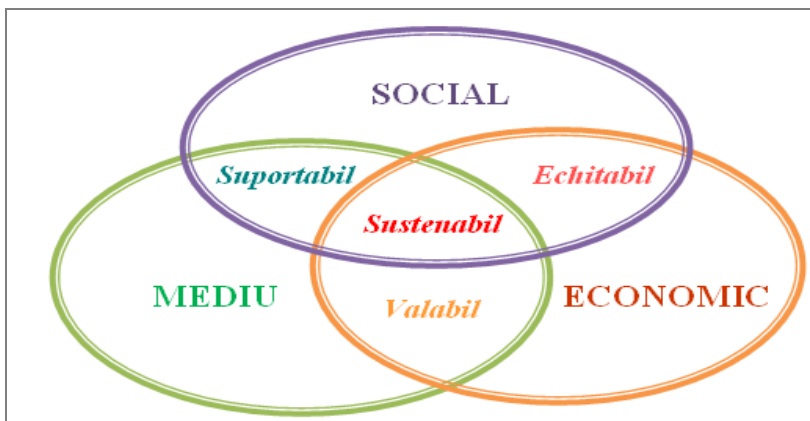 SOCIAL
Suportabil
Echitabil
Sustenabil
MEDIU
Valabil
ECONOMIC